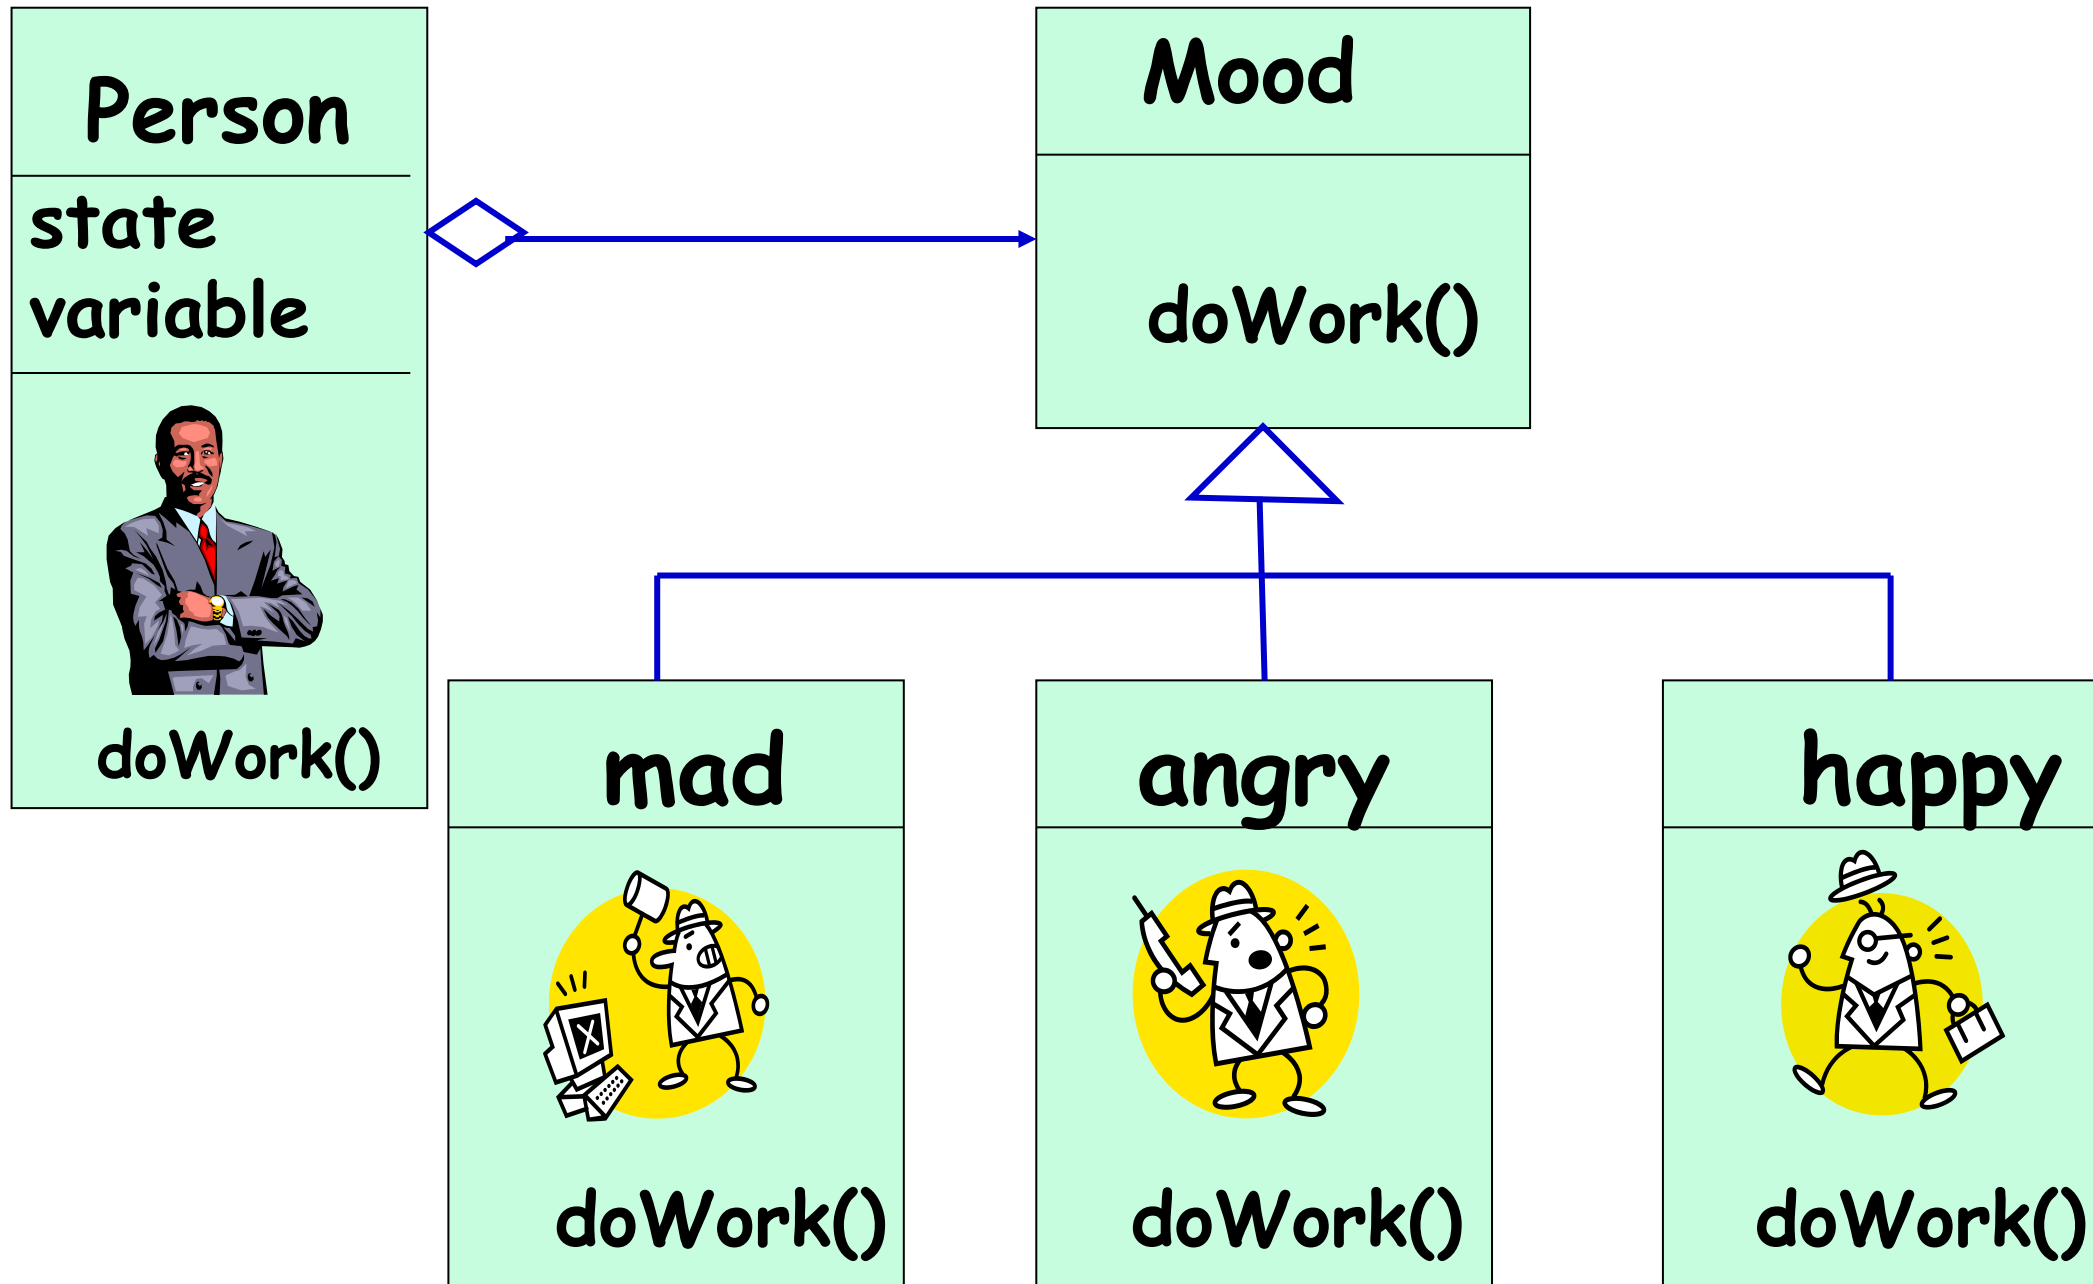 Person
state
variable
doWork()
Mood
doWork()
mad
doWork()
angry
doWork()
happy
doWork()